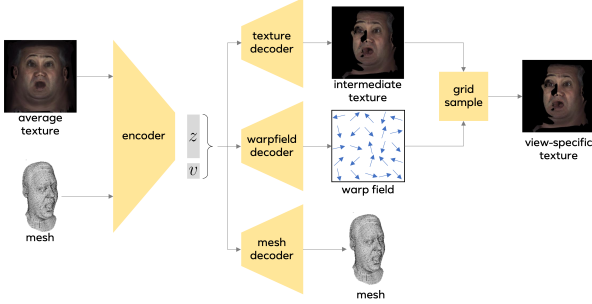 average
texture
mesh
encoder
z
v
texture
decoder
intermediate
texture
warpfield
decoder
warp field
mesh
decoder
mesh
grid
sample
view-specific
texture